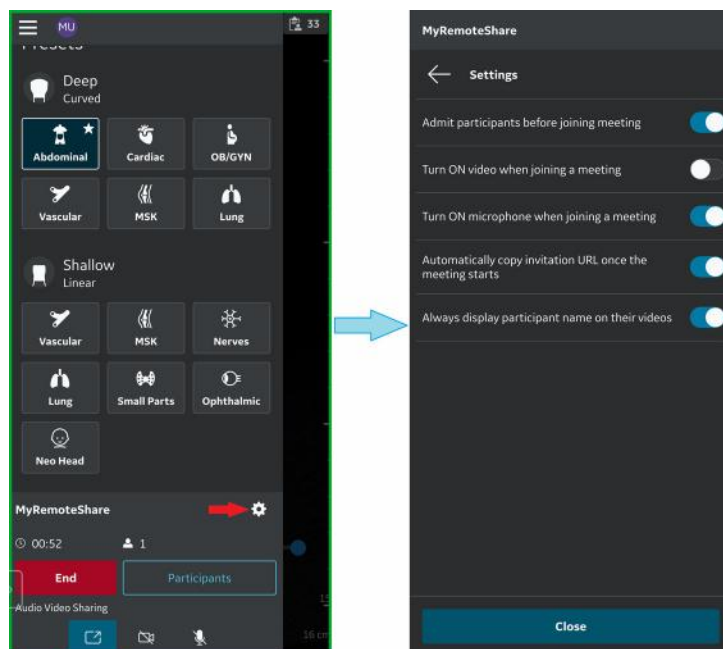 MU
33
Presets
Deep
Curved
Abdominal
Cardiac
OB/GYN
Vascular
MSK
Lung
Shallow
Linear
Vascular
MSK
Nerves
Lung
Small Parts
Ophthalmic
Neo Head
MyRemoteShare
00:52
1
End
Participants
Audio Video Sharing
16 cm
MyRemoteShare
Settings
Admit participants before joining meeting
Turn ON video when joining a meeting
Turn ON microphone when joining a meeting
Automatically copy invitation URL once the
meeting starts
Always display participant name on their videos
Close